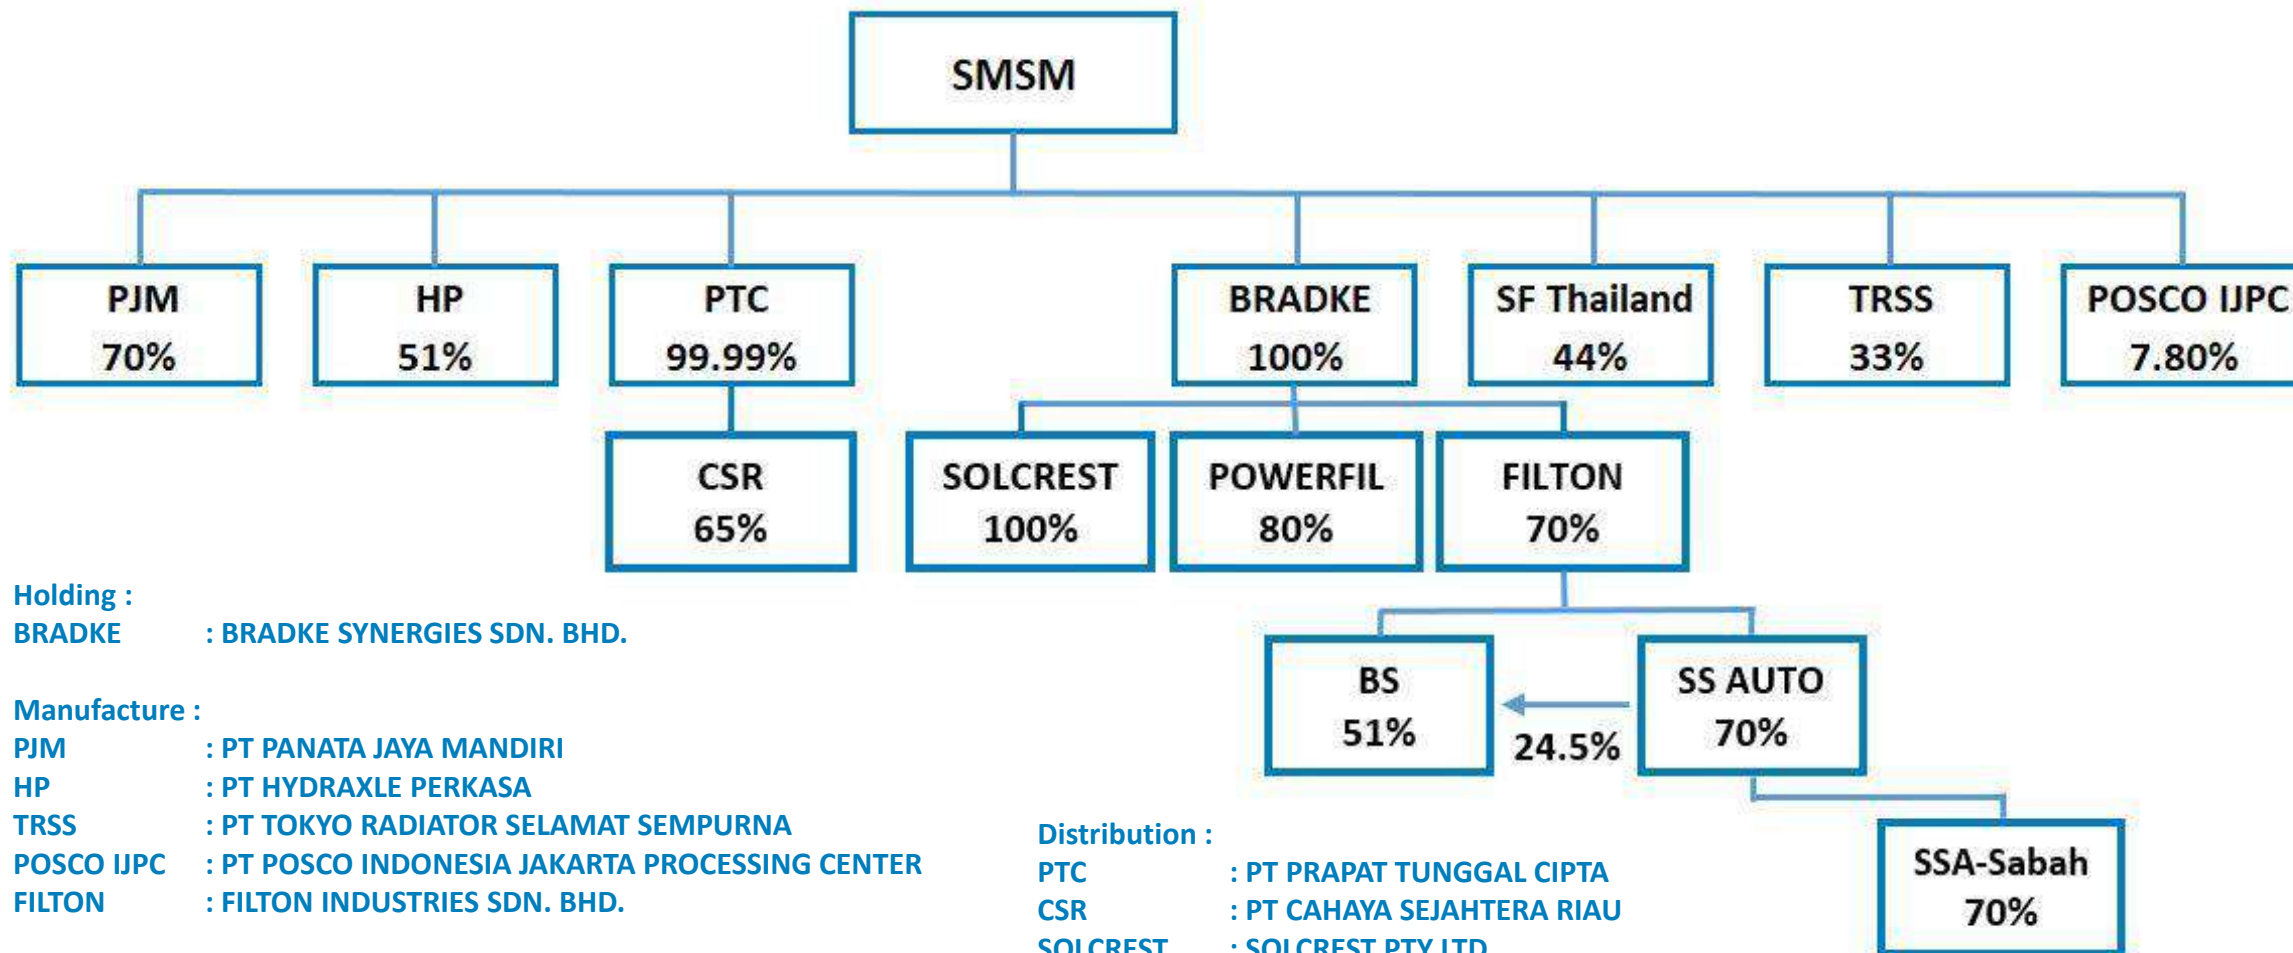 SMSM
PJM
70%
HP
51%
PTC
99.99%
BRADKE
100%
SF Thailand
44%
TRSS
33%
POSCO IJPC
7.80%
CSR
65%
SOLCREST
100%
POWERFIL
80%
FILTON
70%
BS
51%
24.5%
SS AUTO
70%
SSA-Sabah
70%
Holding :
BRADKE : BRADKE SYNERGIES SDN. BHD.
Manufacture :
PJM : PT PANATA JAYA MANDIRI
HP : PT HYDRAXLE PERKASA
TRSS : PT TOKYO RADIATOR SELAMAT SEMPURNA
POSCO IJPC : PT POSCO INDONESIA JAKARTA PROCESSING CENTER
FILTON : FILTON INDUSTRIES SDN. BHD.
Distribution :
PTC : PT PRAPAT TUNGGAL CIPTA
CSR : PT CAHAYA SEJAHTERA RIAU
SOLCREST : SOLCREST PTY LTD